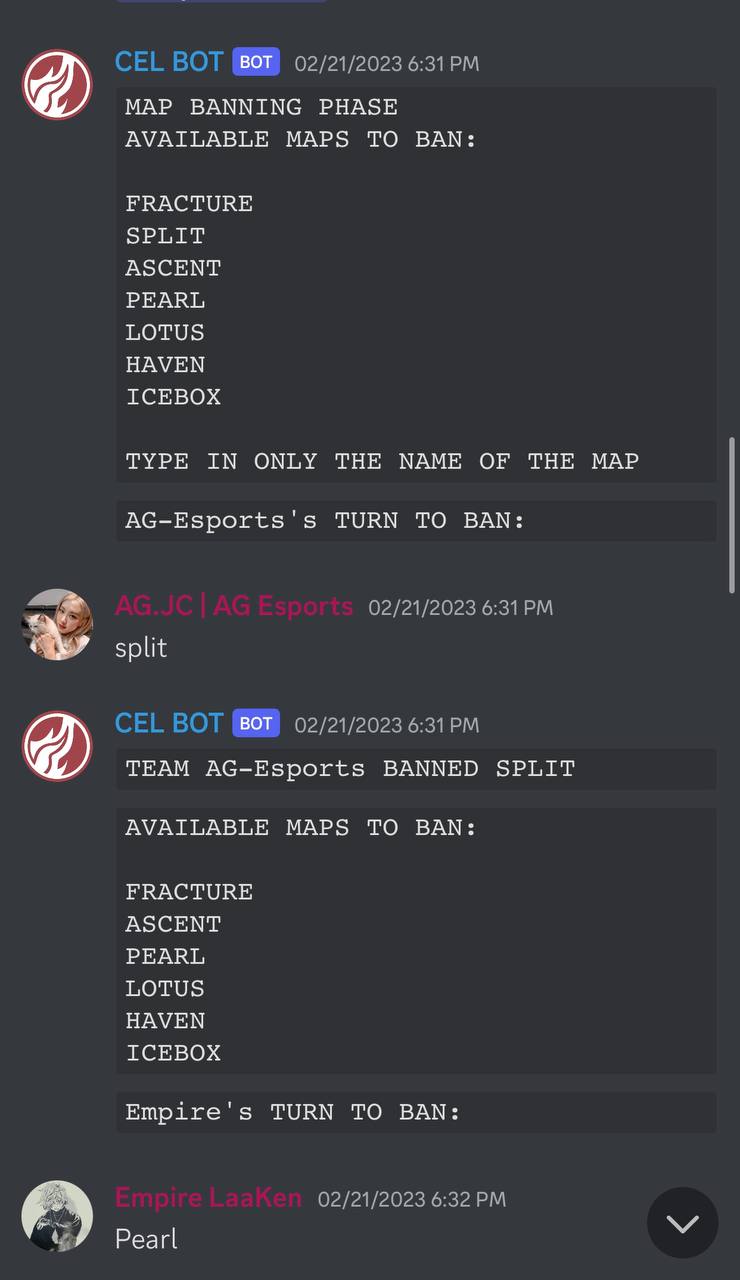 CEL BOT BOT 02/21/2023 6:31 PM
MAP BANNING PHASE
AVAILABLE MAPS TO BAN:
FRACTURE
SPLIT
ASCENT
PEARL
LOTUS
HAVEN
ICEBOX
TYPE IN ONLY THE NAME OF THE MAP
AG-Esports's TURN TO BAN:
AG.JC | AG Esports 02/21/2023 6:31 PM
split
CEL BOT BOT 02/21/2023 6:31 PM
TEAM AG-Esports BANNED SPLIT
AVAILABLE MAPS TO BAN:
FRACTURE
ASCENT
PEARL
LOTUS
HAVEN
ICEBOX
Empire's TURN TO BAN:
Empire LaaKen 02/21/2023 6:32 PM
Pearl